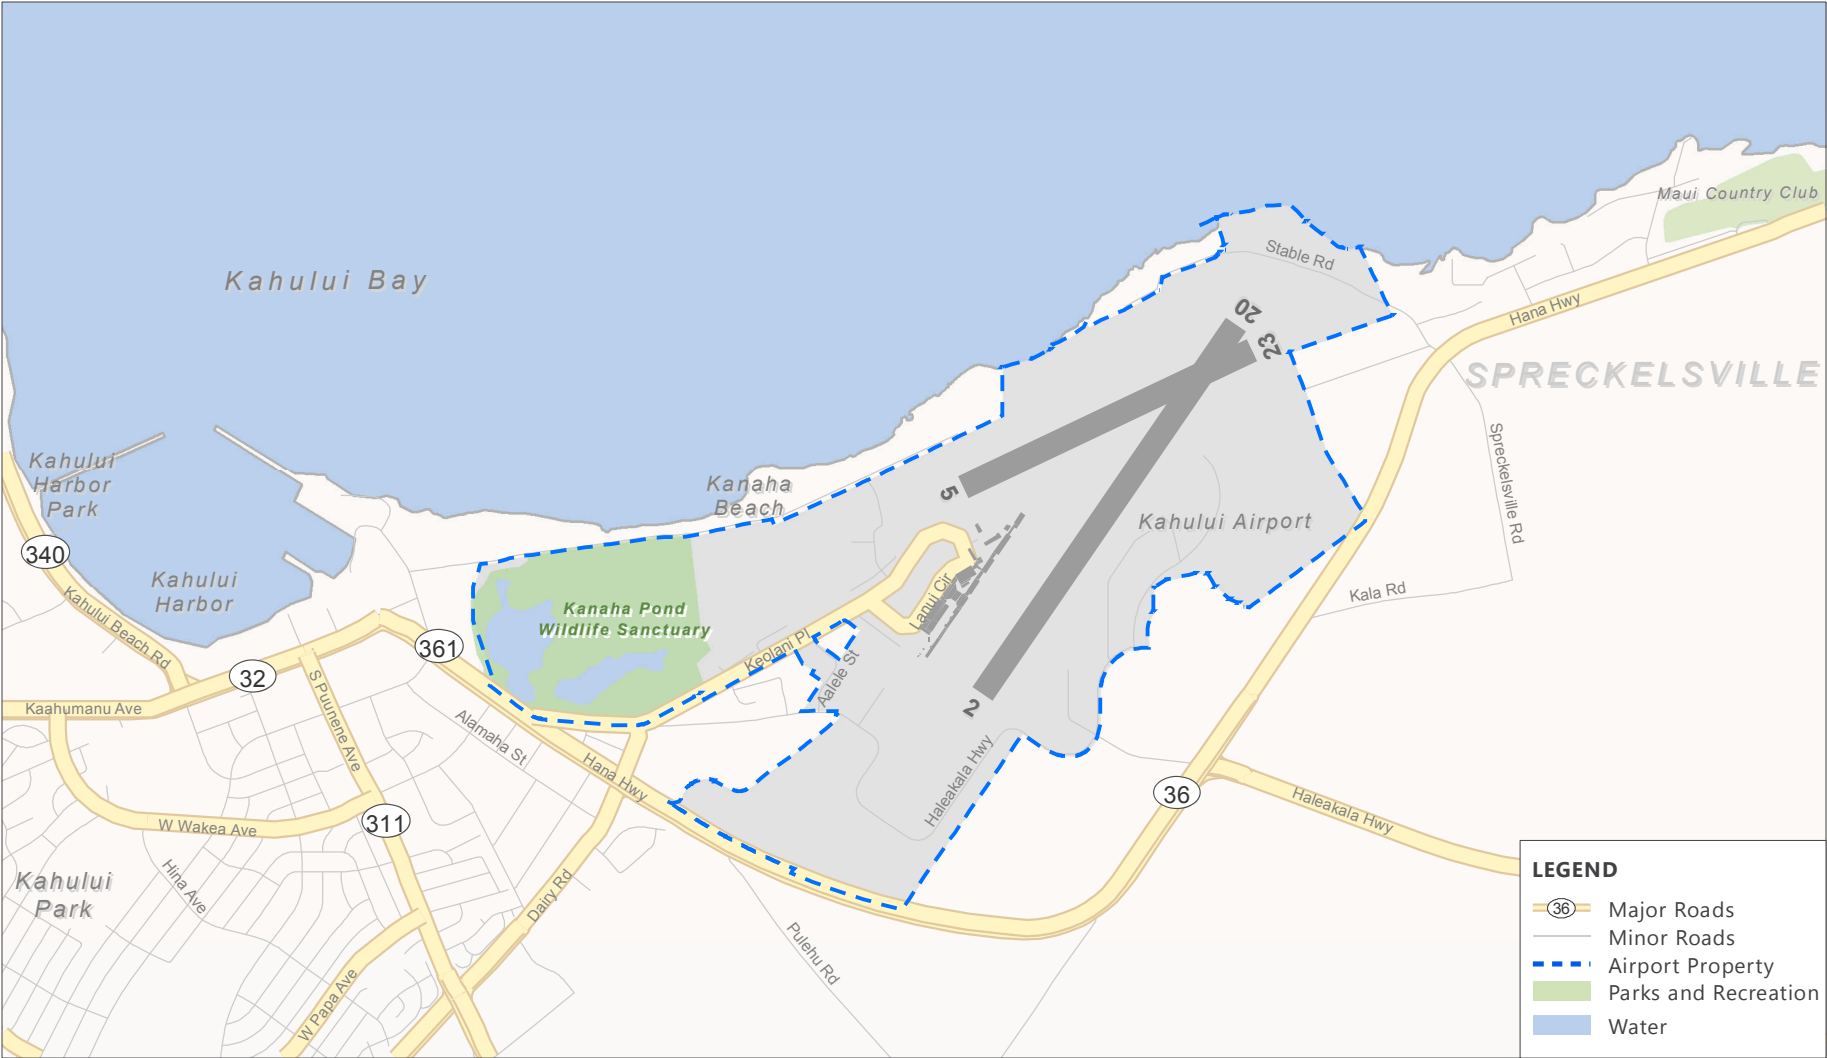 Maui Country Club
Stable Rd
Kahului Bay
Hana Hwy
20
23
SPRECKELSVILLE
Kahului
Harbor
Park
Kanaha
Beach
5
Kahului Airport
Spreckelsville Rd
340
Kahului
Harbor
Kahului Beach Rd
Kanaha Pond
Wildlife Sanctuary
Lanui Cir
Kala Rd
361
Keolani Pl
32
Aalele St
Kaahumanu Ave
S Puunene Ave
2
Alamaha St
Hana Hwy
Haleakala Hwy
36
Haleakala Hwy
W Wakea Ave
311
Kahului
Park
Hina Ave
Dairy Rd
Pulehu Rd
W Papa Ave
LEGEND
36 Major Roads
Minor Roads
Airport Property
Parks and Recreation
Water